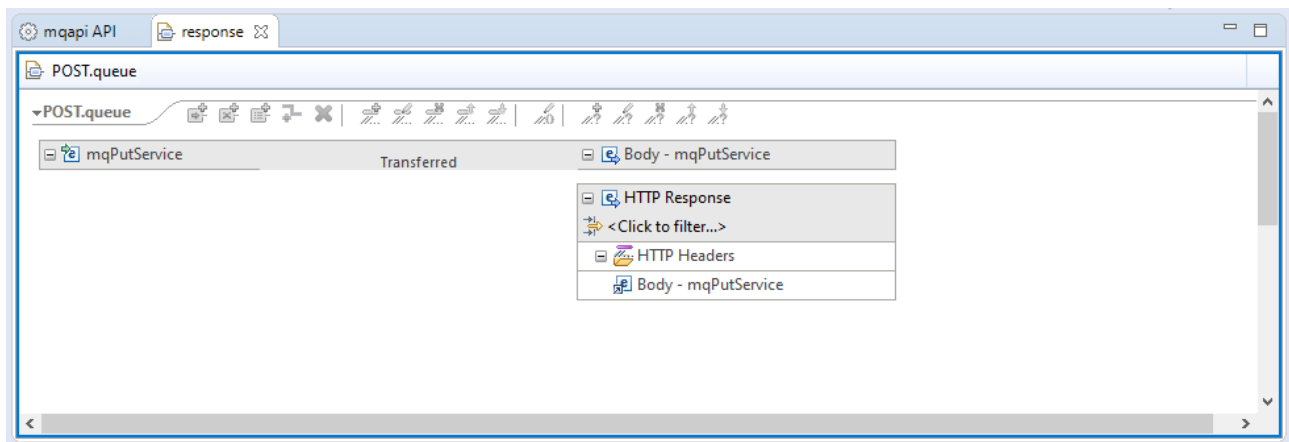 mqapi API
response
POST.queue
POST.queue
mqPutService
Transferred
Body - mqPutService
HTTP Response
<Click to filter...>
HTTP Headers
Body - mqPutService